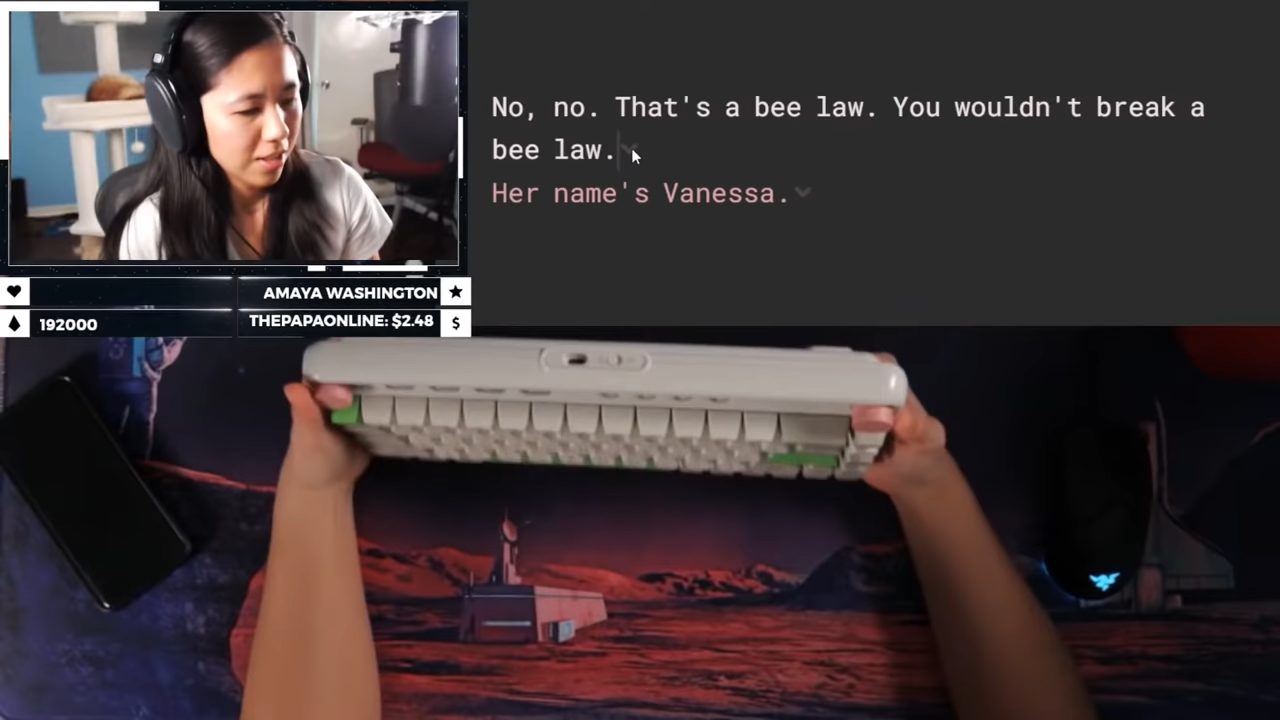 No, no. That's a bee law. You wouldn't break a
bee law.
Her name's Vanessa.
AMAYA WASHINGTON
192000
THEPAPAONLINE: $2.48
$